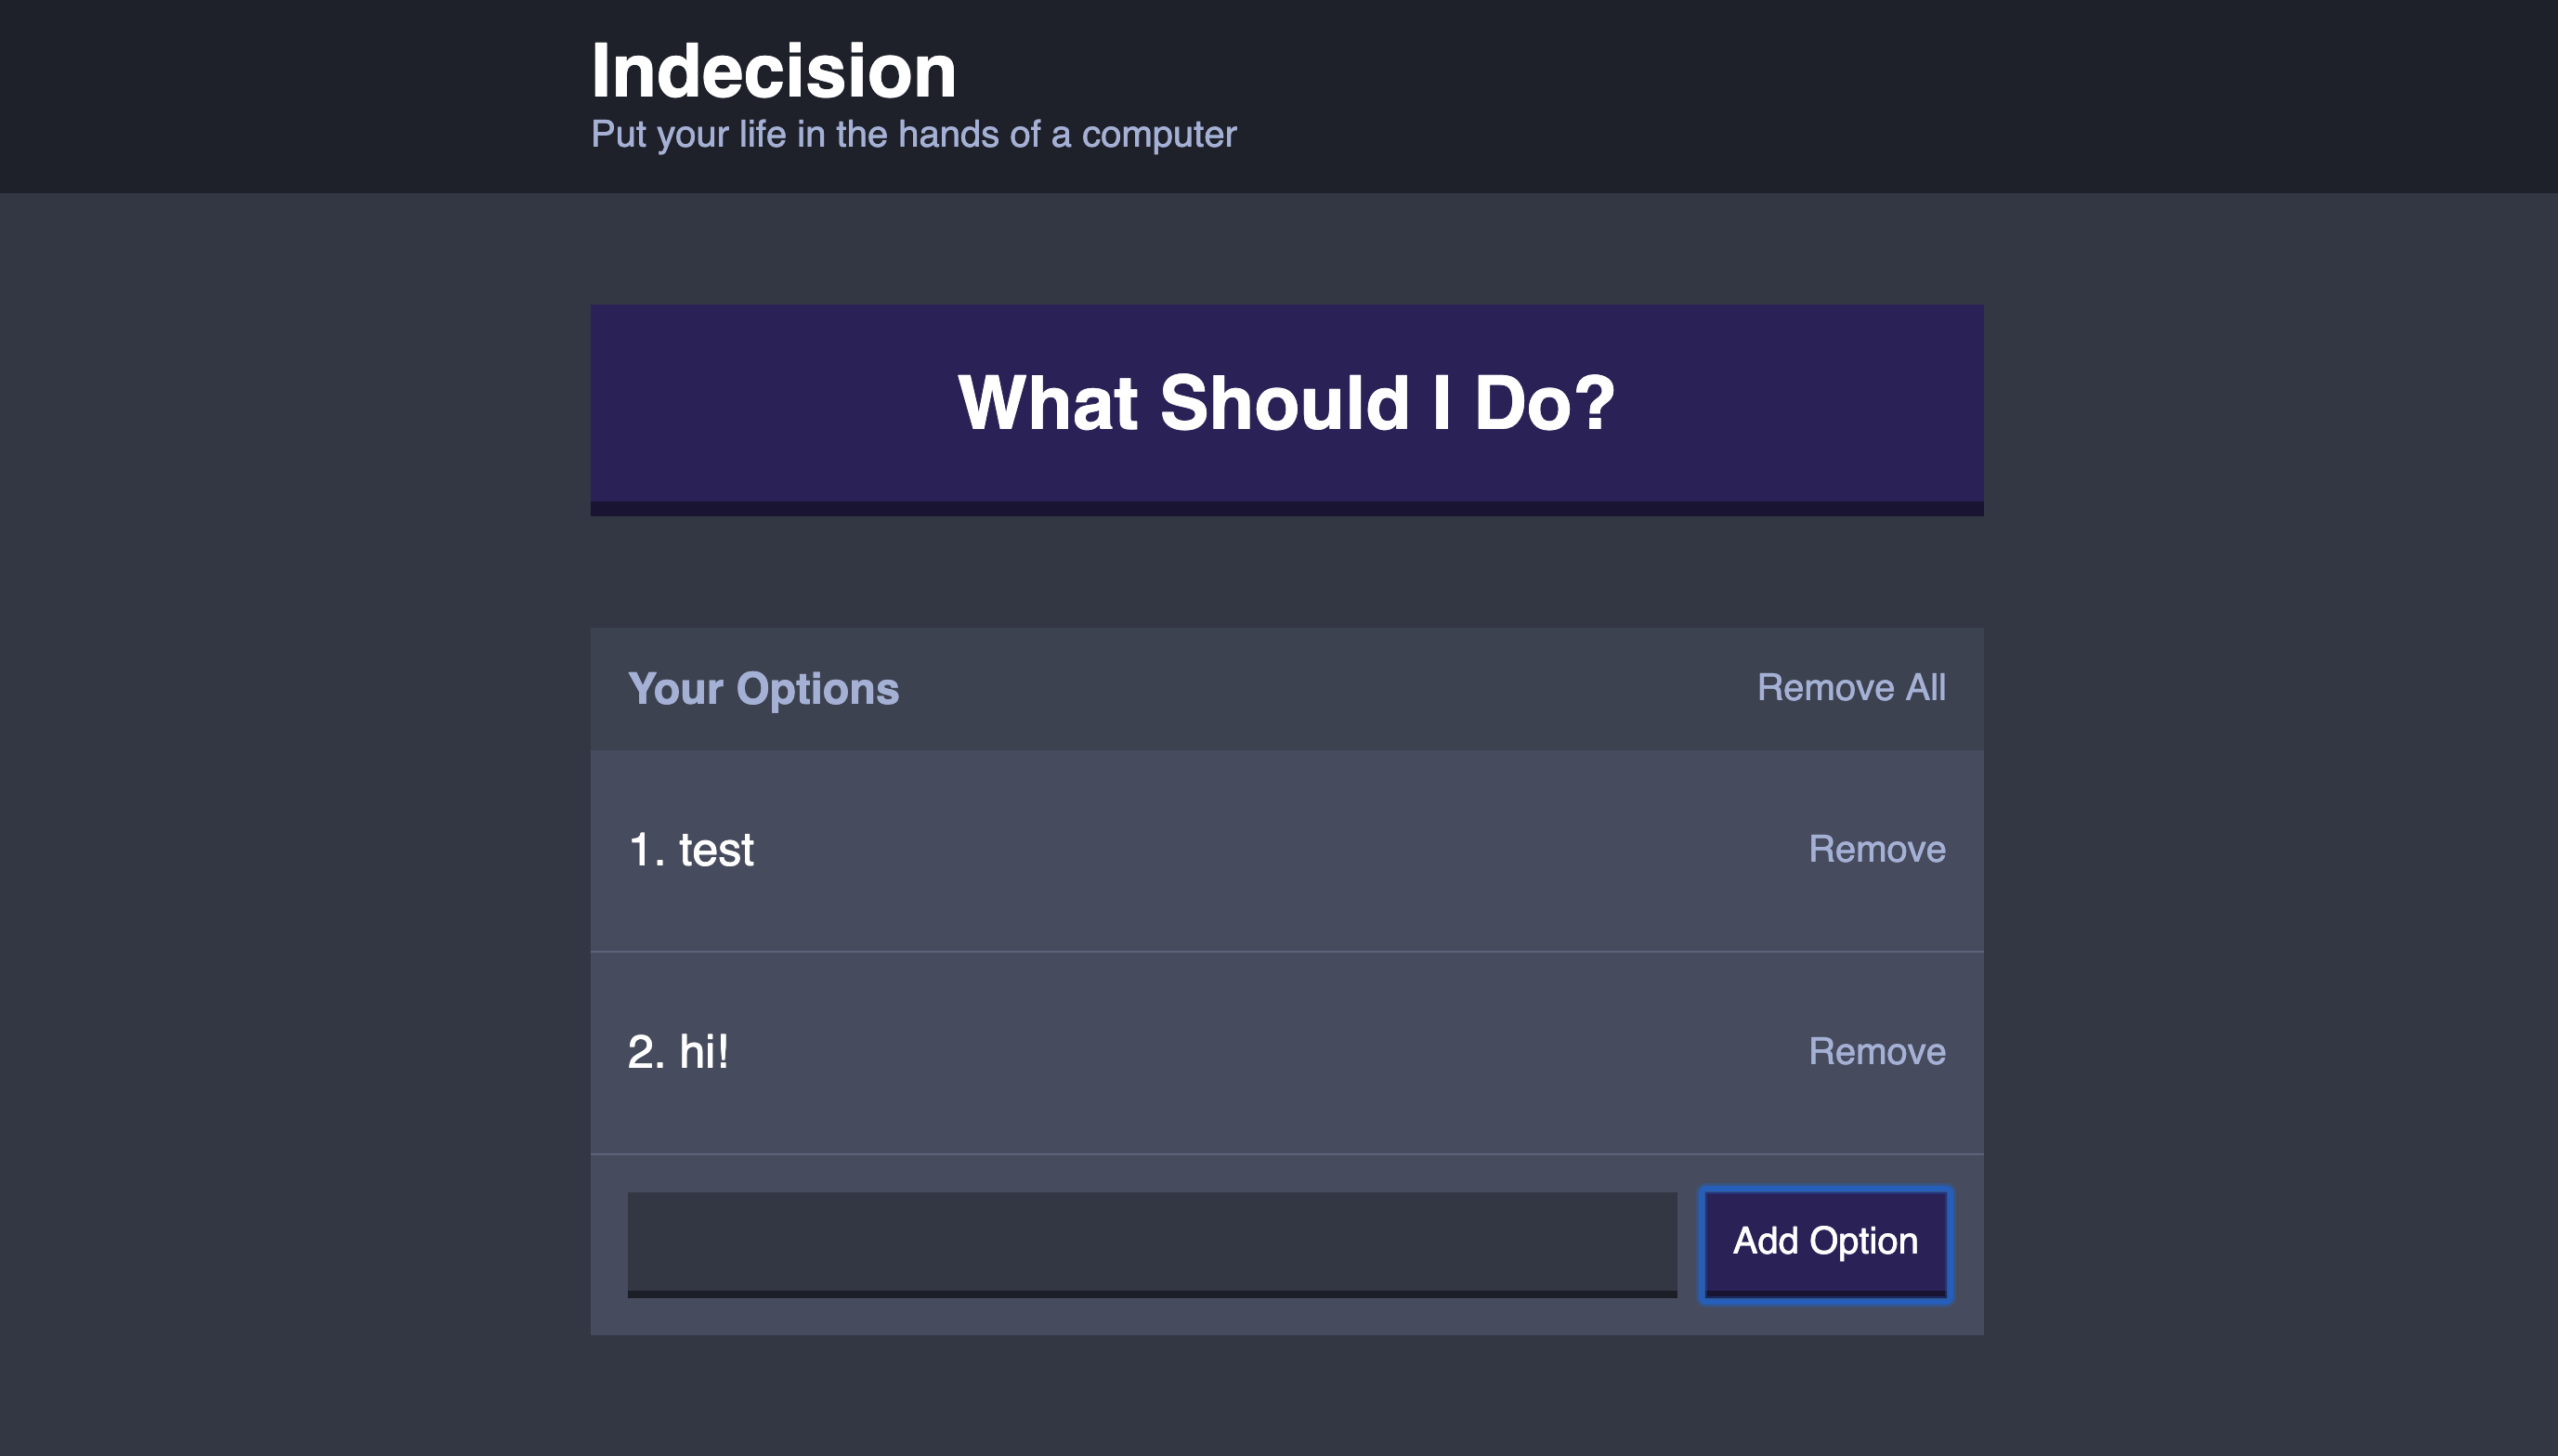 Indecision
Put your life in the hands of a computer
What Should I Do?
Your Options
Remove All
1. test
Remove
2. hi!
Remove
Add Option